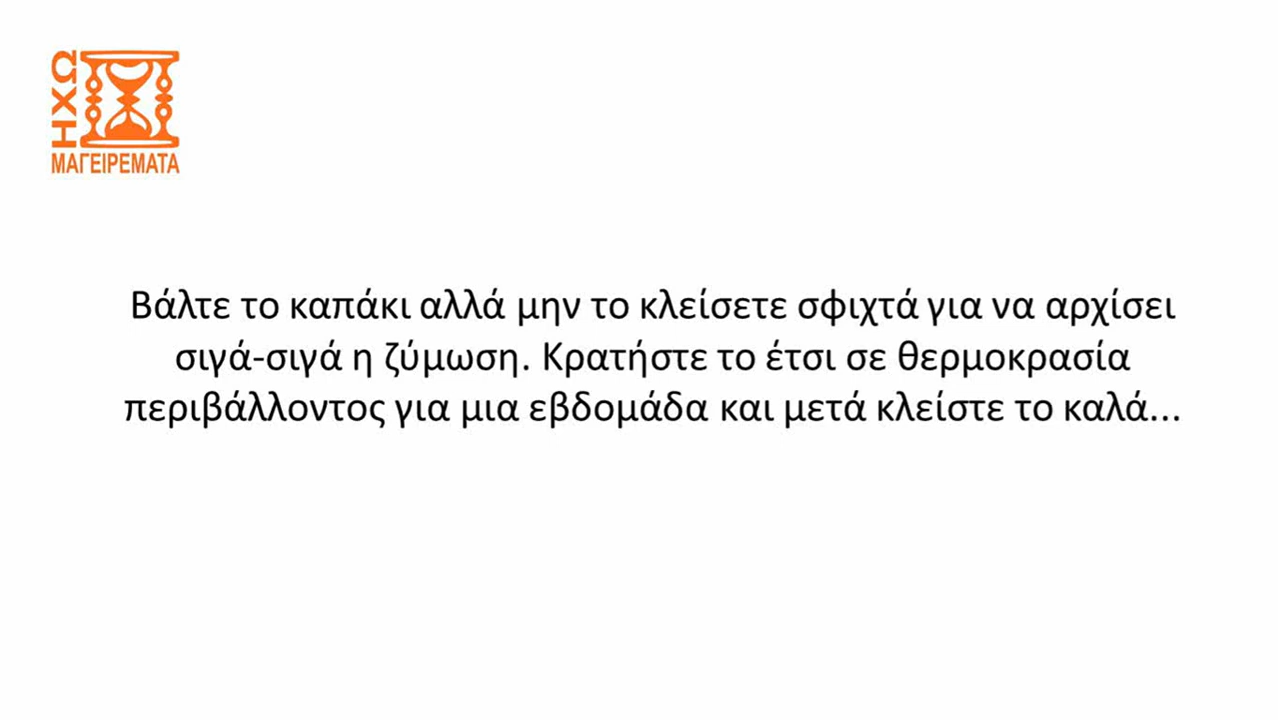 ΗΧΩ
ΜΑΓΕΙΡΕΜΑΤΑ
Βάλτε το καπάκι αλλά μην το κλείσετε σφιχτά για να αρχίσει
σιγά-σιγά η ζύμωση. Κρατήστε το έτσι σε θερμοκρασία
περιβάλλοντος για μια εβδομάδα και μετά κλείστε το καλά...